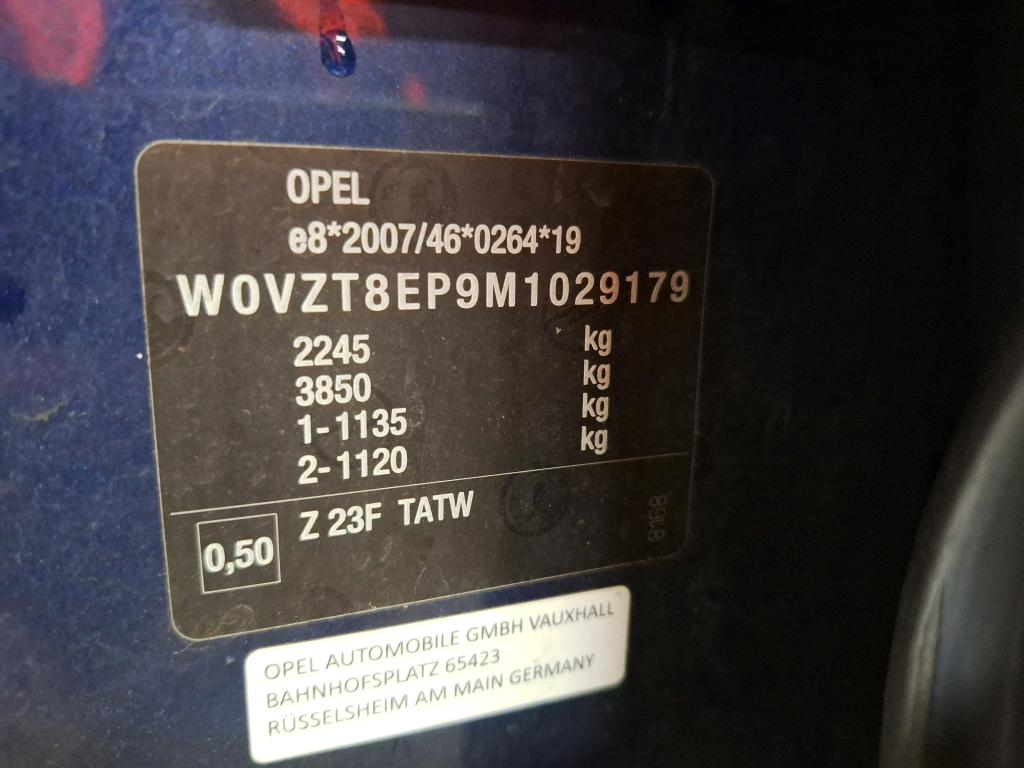 OPEL
e8*2007/46*0264*19
W0VZT8EP9M1029179
2245 kg
3850 kg
1-1135 kg
2-1120 kg
0,50 Z 23F TATW
8168
OPEL AUTOMOBILE GMBH VAUXHALL
BAHNHOFSPLATZ 65423
RÜSSELSHEIM AM MAIN GERMANY